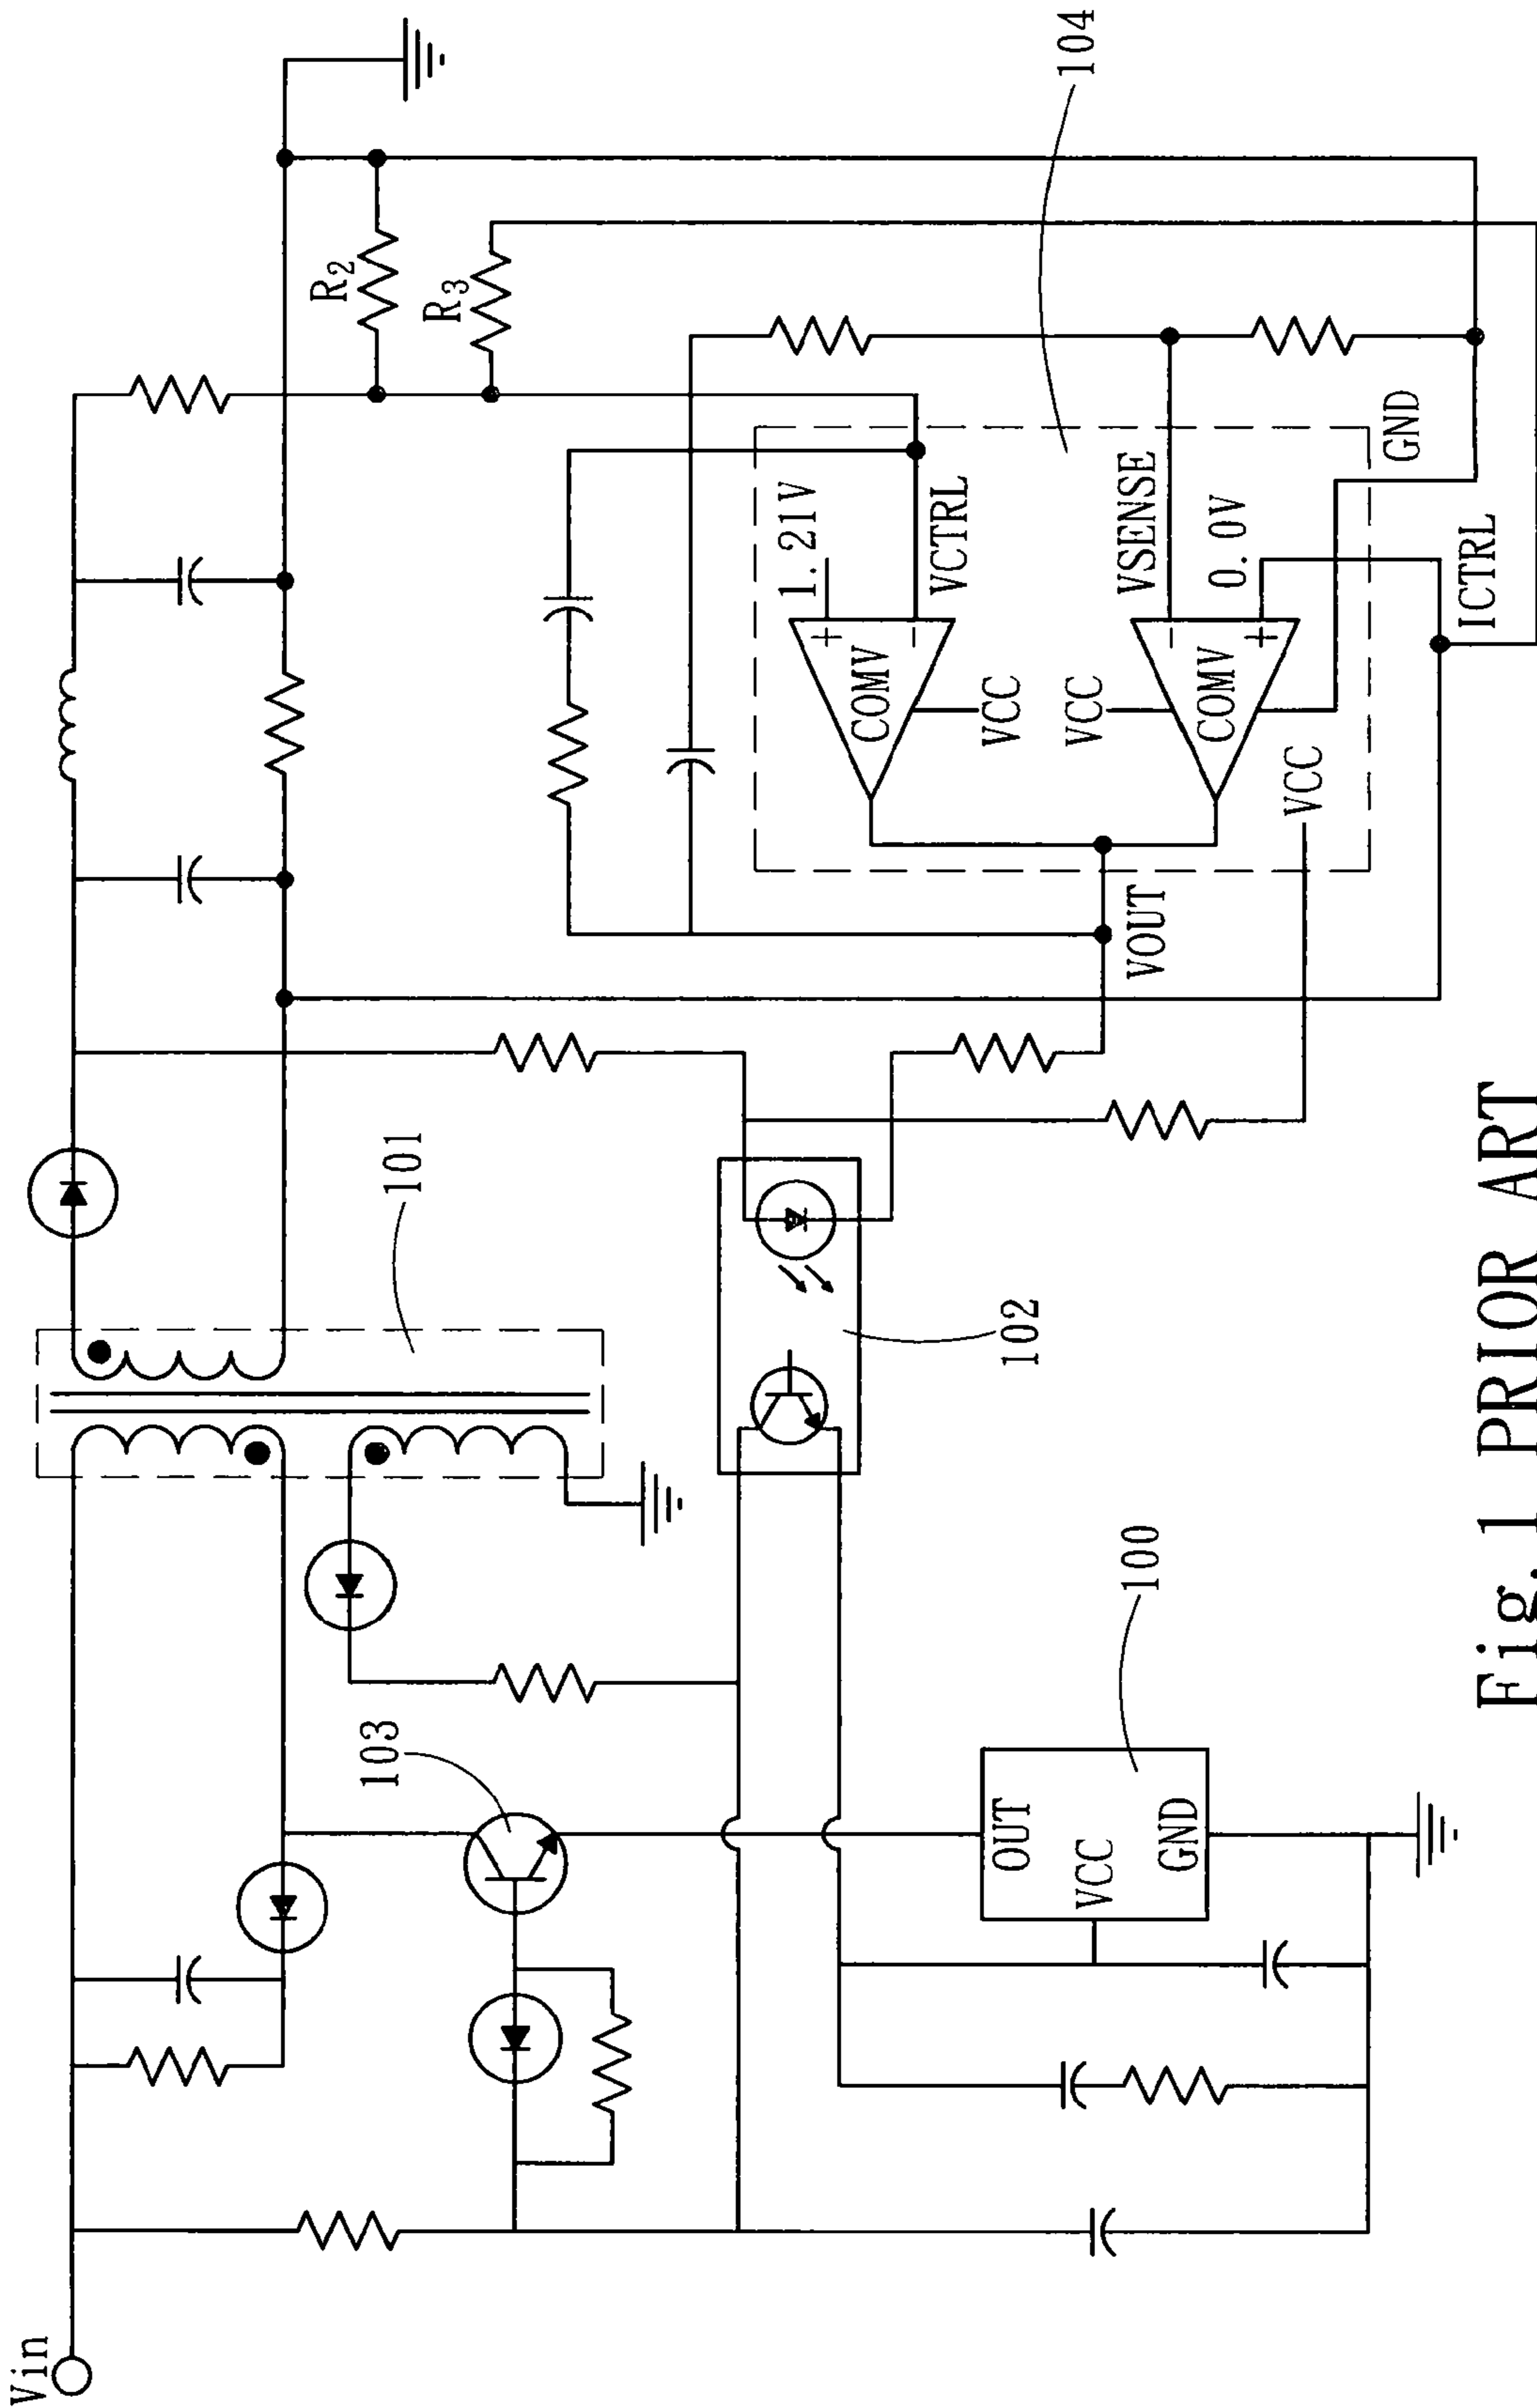 Vin
103
101
R2
R3
102
100
OUT
VCC
GND
104
1.21V
+
-
COMV
VCTRL
VCC
VCC
VSENSE
-
+
COMV
0.0V
VOUT
VCC
GND
ICTRL
Fig.1 PRIOR ART